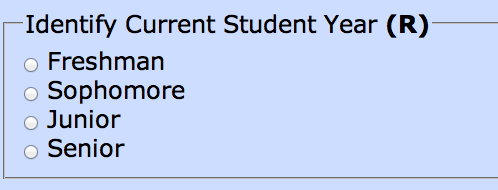 Identify Current Student Year (R)
Freshman
Sophomore
Junior
Senior